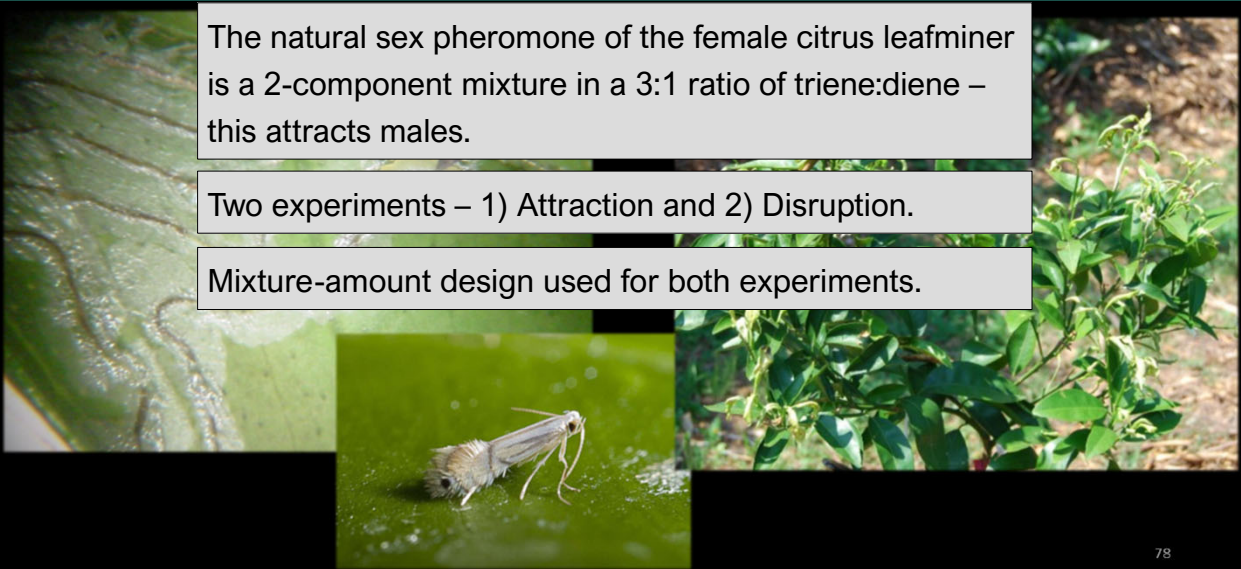 The natural sex pheromone of the female citrus leafminer
is a 2-component mixture in a 3:1 ratio of triene:diene –
this attracts males.
Two experiments – 1) Attraction and 2) Disruption.
Mixture-amount design used for both experiments.
78